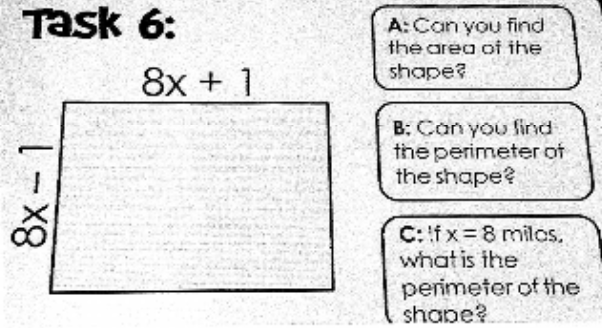 Task 6:
8x + 1
8x – 1
A: Can you find
the area of the
shape?
B: Can you find
the perimeter of
the shape?
C: If x = 8 miles,
what is the
perimeter of the
shape?